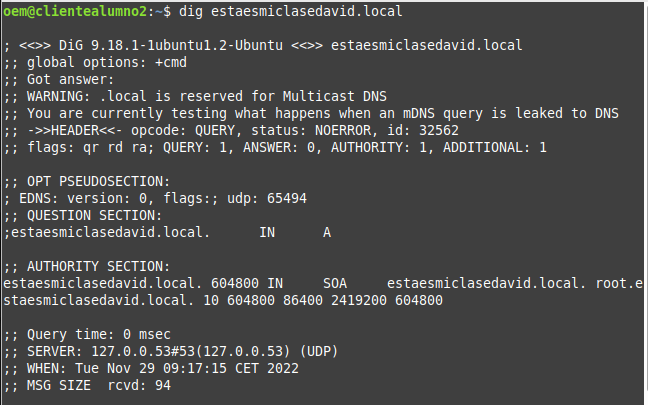 oem@clientealumno2:~$ dig estaesmiclasedavid.local

; <<>> DiG 9.18.1-1ubuntu1.2-Ubuntu <<>> estaesmiclasedavid.local
;; global options: +cmd
;; Got answer:
;; WARNING: .local is reserved for Multicast DNS
;; You are currently testing what happens when an mDNS query is leaked to DNS
;; ->>HEADER<<- opcode: QUERY, status: NOERROR, id: 32562
;; flags: qr rd ra; QUERY: 1, ANSWER: 0, AUTHORITY: 1, ADDITIONAL: 1

;; OPT PSEUDOSECTION:
; EDNS: version: 0, flags:; udp: 65494
;; QUESTION SECTION:
;estaesmiclasedavid.local.	IN	A

;; AUTHORITY SECTION:
estaesmiclasedavid.local. 604800 IN	SOA	estaesmiclasedavid.local. root.e
staesmiclasedavid.local. 10 604800 86400 2419200 604800

;; Query time: 0 msec
;; SERVER: 127.0.0.53#53(127.0.0.53) (UDP)
;; WHEN: Tue Nov 29 09:17:15 CET 2022
;; MSG SIZE  rcvd: 94